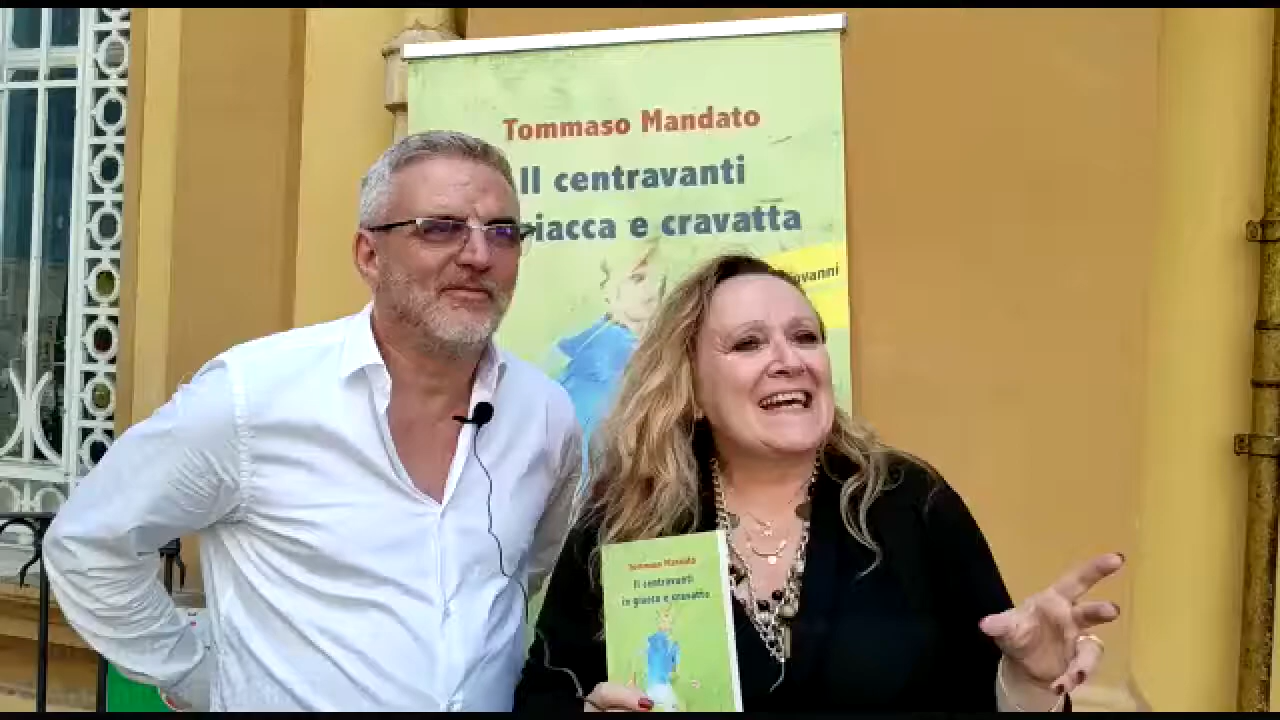 Tommaso Mandato
Il centravanti
giacca e cravatta
Tommaso Mandato
Il centravanti
in giacca e cravatta